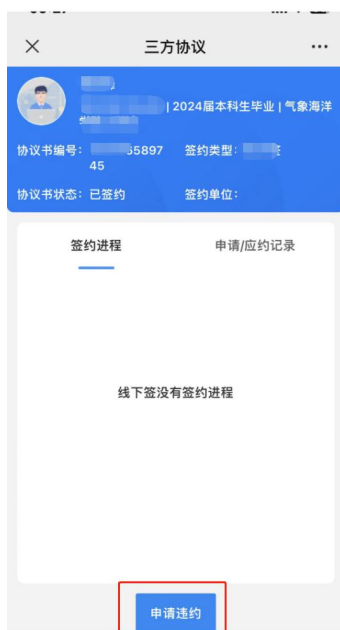 三方协议
| 2024届本科生毕业 | 气象海洋
协议书编号: 55897
45
签约类型:
协议书状态: 已签约
签约单位:
签约进程
申请/应约记录
线下签没有签约进程
申请违约